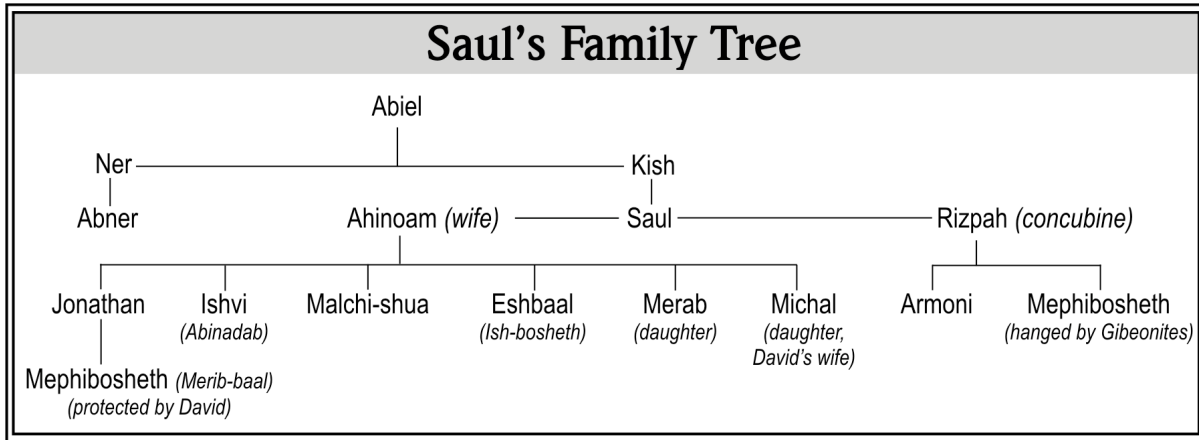 Saul’s Family Tree
Abiel
Ner Kish
Abner Ahinoam (wife) Saul Rizpah (concubine)
Jonathan Ishvi Malchi-shua Eshbaal Merab Michal Armoni Mephibosheth
(Abinadab) (Ish-bosheth) (daughter) (daughter, (hanged by Gibeonites)
David’s wife)
Mephibosheth (Merib-baal)
(protected by David)